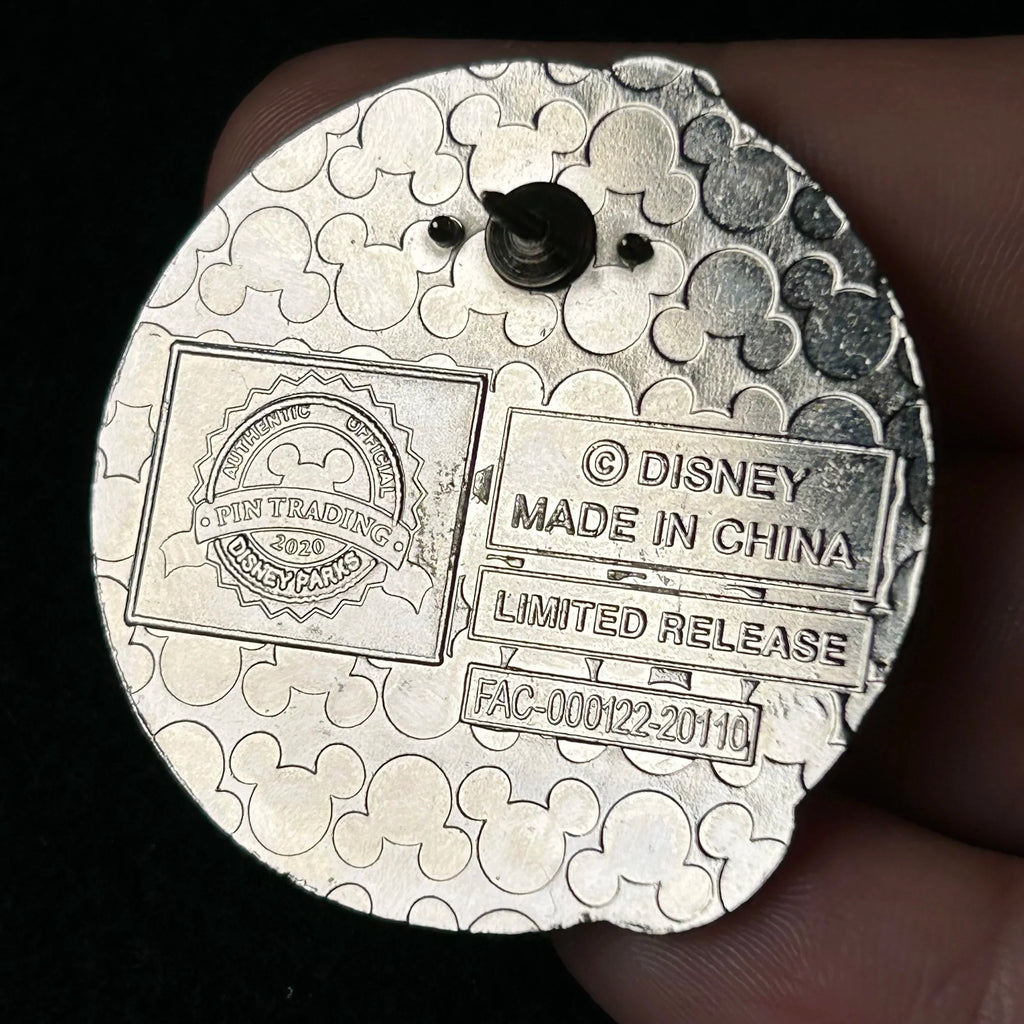 AUTHENTIC OFFICIAL
PIN TRADING
2020
DISNEY PARKS
© DISNEY
MADE IN CHINA
LIMITED RELEASE
FAC-000122-20110